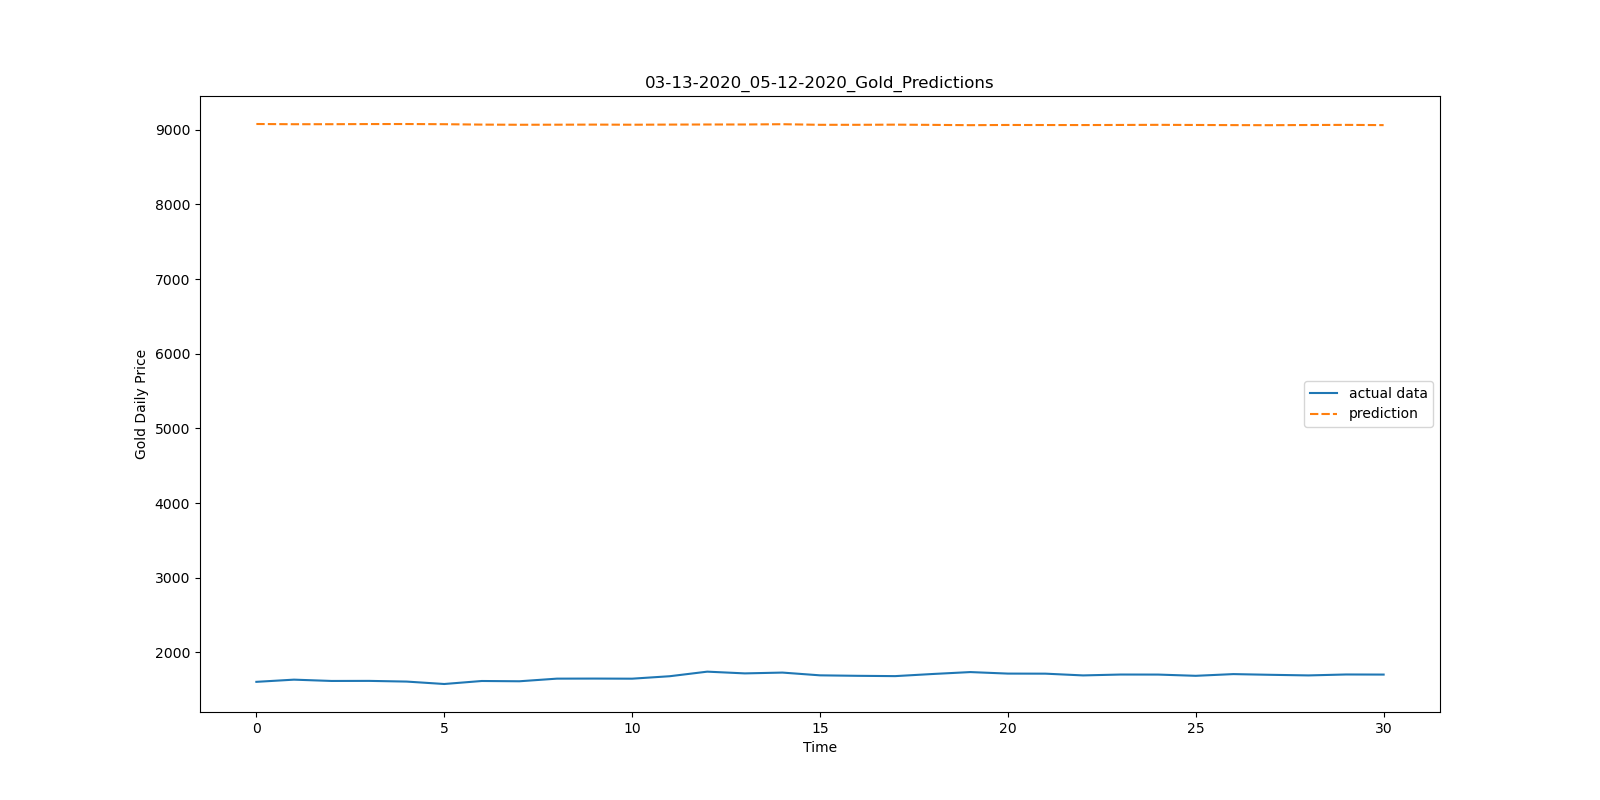 03-13-2020_05-12-2020_Gold_Predictions
9000
8000
7000
6000
5000
4000
3000
2000
Gold Daily Price
actual data
prediction
0 5 10 15 20 25 30
Time